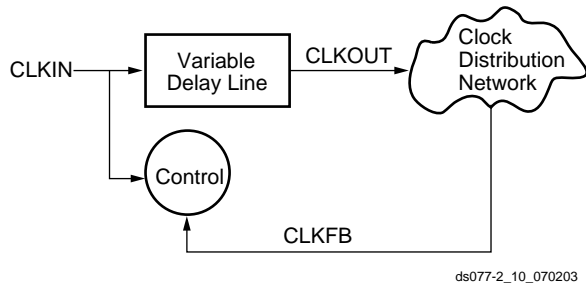 CLKIN
Variable
Delay Line
CLKOUT
Clock
Distribution
Network
Control
CLKFB
ds077-2_10_070203